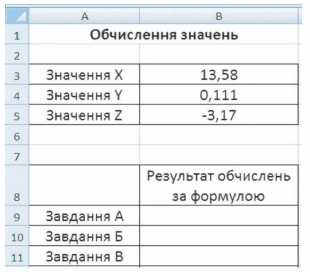 A B
1 Обчислення значень
2
3 Значення X 13,58
4 Значення Y 0,111
5 Значення Z -3,17
6
7
Результат обчислень
8 за формулою
9 Завдання А
10 Завдання Б
11 Завдання В